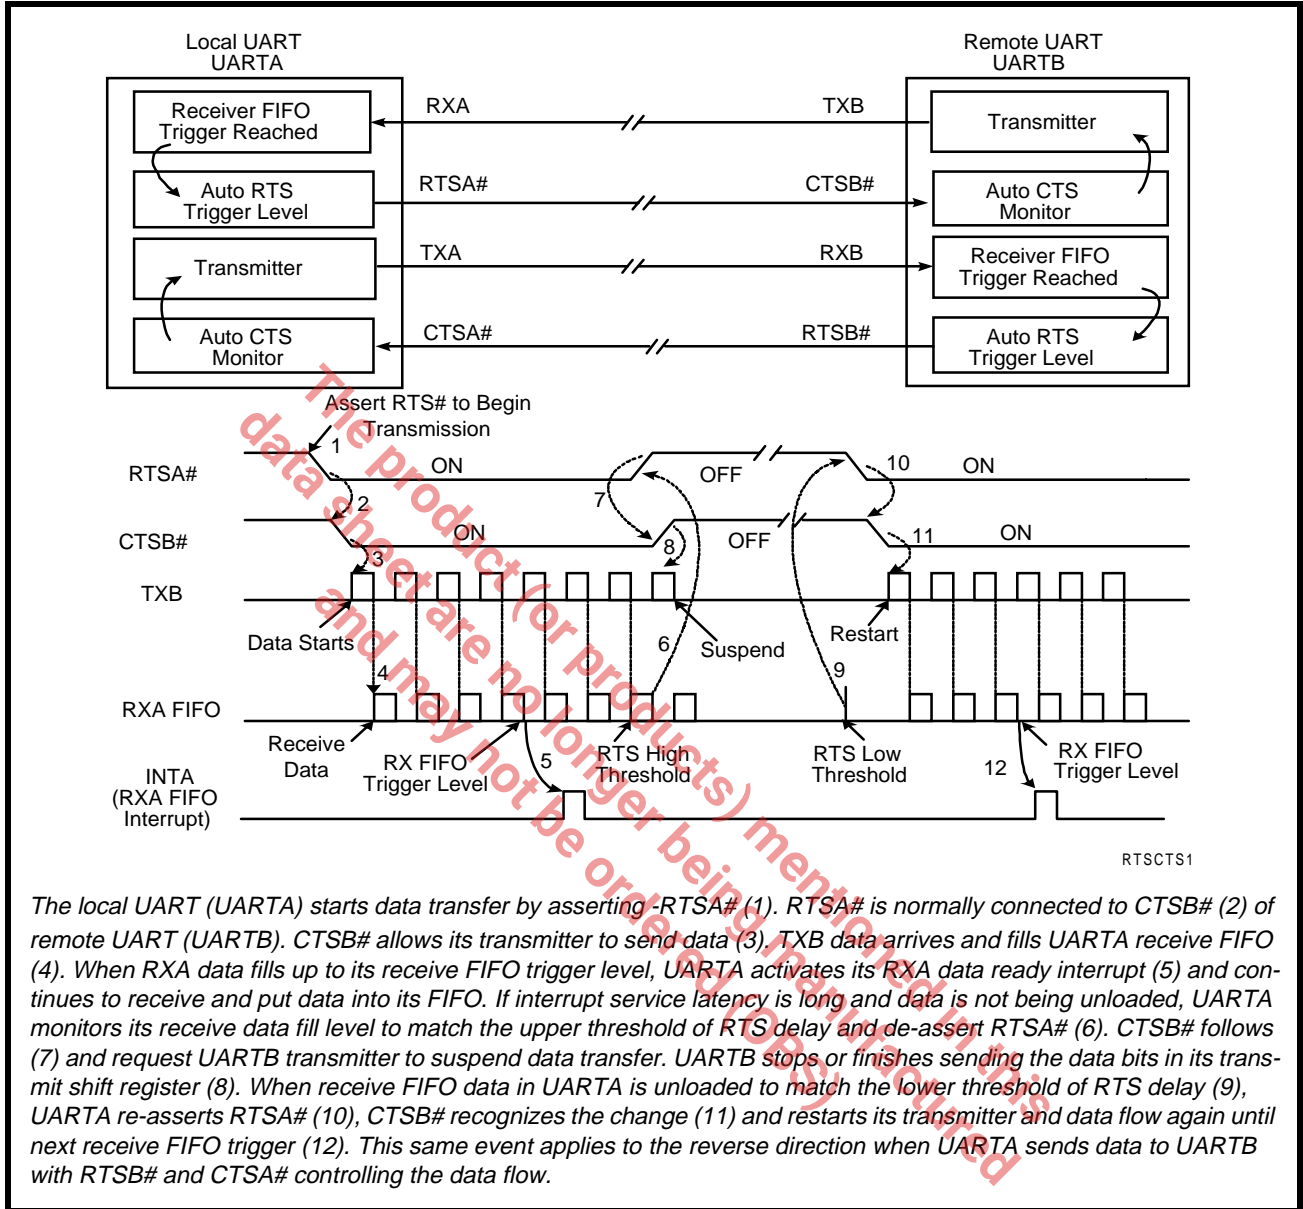 Local UART
UARTA
Remote UART
UARTB
Receiver FIFO
Trigger Reached
RXA
TXB
Transmitter
Auto RTS
Trigger Level
RTSA#
CTSB#
Auto CTS
Monitor
Transmitter
TXA
RXB
Receiver FIFO
Trigger Reached
Auto CTS
Monitor
CTSA#
RTSB#
Auto RTS
Trigger Level
Assert RTS# to Begin
Transmission
1
RTSA#
ON
7
OFF
10
ON
2
CTSB#
ON
8
OFF
11
ON
3
TXB
Data Starts
6
Suspend
Restart
4
9
RXA FIFO
Receive
Data
RX FIFO
Trigger Level
5
RTS High
Threshold
RTS Low
Threshold
12
RX FIFO
Trigger Level
INTA
(RXA FIFO
Interrupt)
RTSCTS1
The local UART (UARTA) starts data transfer by asserting -RTSA# (1). RTSA# is normally connected to CTSB# (2) of
remote UART (UARTB). CTSB# allows its transmitter to send data (3). TXB data arrives and fills UARTA receive FIFO
(4). When RXA data fills up to its receive FIFO trigger level, UARTA activates its RXA data ready interrupt (5) and con-
tinues to receive and put data into its FIFO. If interrupt service latency is long and data is not being unloaded, UARTA
monitors its receive data fill level to match the upper threshold of RTS delay and de-assert RTSA# (6). CTSB# follows
(7) and request UARTB transmitter to suspend data transfer. UARTB stops or finishes sending the data bits in its trans-
mit shift register (8). When receive FIFO data in UARTA is unloaded to match the lower threshold of RTS delay (9),
UARTA re-asserts RTSA# (10), CTSB# recognizes the change (11) and restarts its transmitter and data flow again until
next receive FIFO trigger (12). This same event applies to the reverse direction when UARTA sends data to UARTB
with RTSB# and CTSA# controlling the data flow.
The product (or products) mentioned in this
data sheet are no longer being manufactured
and may not be ordered (OBS)